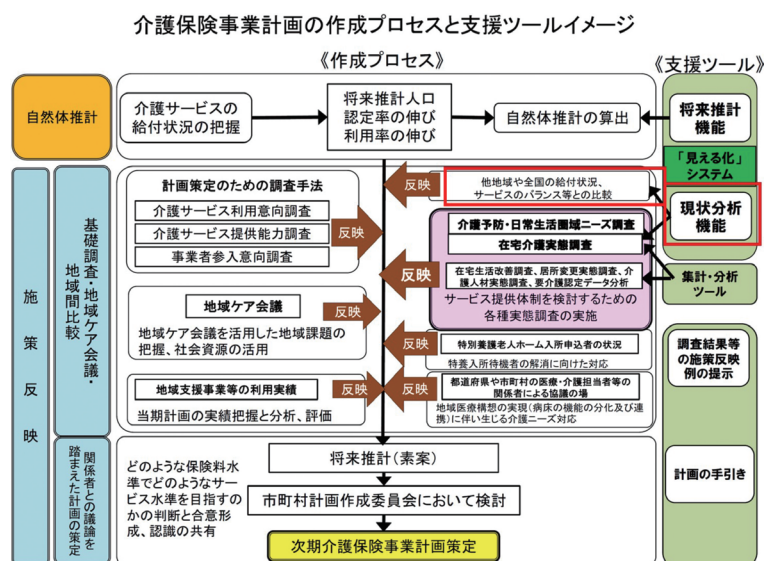 介護保険事業計画の作成プロセスと支援ツールイメージ
《作成プロセス》
《支援ツール》
自然体推計
介護サービスの
給付状況の把握
将来推計人口
認定率の伸び
利用率の伸び
自然体推計の算出
将来推計
機能
「見える化」
システム
現状分析
機能
集計・分析
ツール
調査結果等
の施策反映
例の提示
計画の手引き
施策反映
基礎調査・地域ケア会議・
地域間比較
計画策定のための調査手法
介護サービス利用意向調査
介護サービス提供能力調査
事業者参入意向調査
反映
地域ケア会議
地域ケア会議を活用した地域課題の
把握、社会資源の活用
反映
地域支援事業等の利用実績
当期計画の実績把握と分析、評価
反映
反映
他地域や全国の給付状況、
サービスのバランス等との比較
反映
介護予防・日常生活圏域ニーズ調査
在宅介護実態調査
在宅生活改善調査、居所変更実態調査、介
護人材実態調査、要介護認定データ分析
サービス提供体制を検討するための
各種実態調査の実施
反映
特別養護老人ホーム入所申込者の状況
特養入所待機者の解消に向けた対応
反映
都道府県や市町村の医療・介護担当者等の
関係者による協議の場
地域医療構想の実現（病床の機能の分化及び連
携）に伴い生じる介護ニーズ対応
関係者との議論を
踏まえた計画の策定
どのような保険料水
準でどのようなサー
ビス水準を目指すの
かの判断と合意形
成、認識の共有
将来推計（素案）
市町村計画作成委員会において検討
次期介護保険事業計画策定